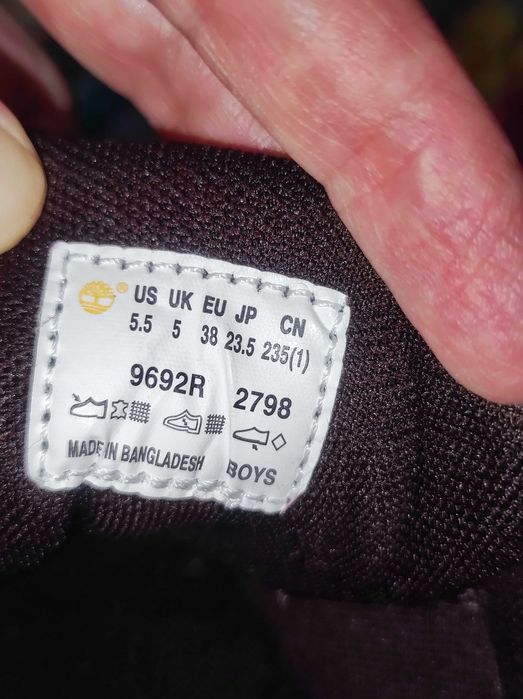 ® US UK EU JP CN
5.5 5 38 23.5 235(1)
9692R 2798
MADE IN BANGLADESH BOYS